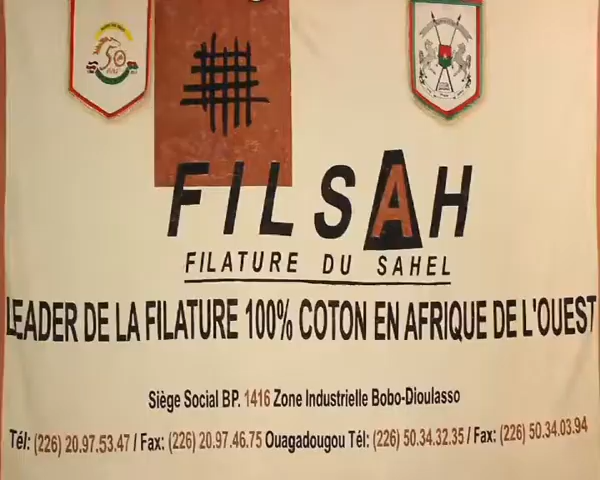 50
FILSAH
FILATURE DU SAHEL
LEADER DE LA FILATURE 100% COTON EN AFRIQUE DE L'OUEST
Siège Social BP. 1416 Zone Industrielle Bobo-Dioulasso
Tél: (226) 20.97.53.47 / Fax: (226) 20.97.46.75 Ouagadougou Tél: (226) 50.34.32.35 / Fax: (226) 50.34.03.94